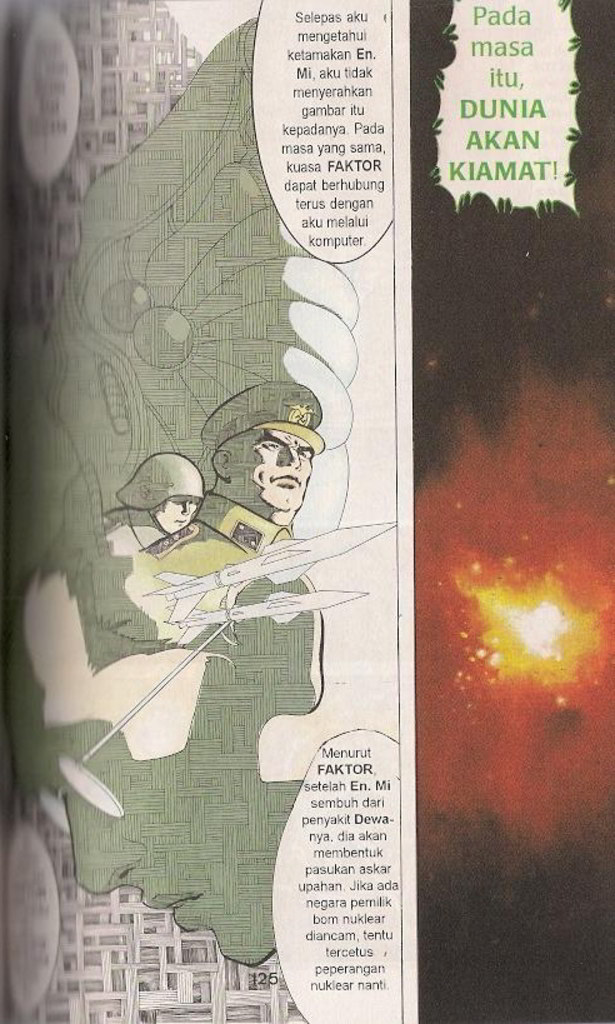 Selepas aku
mengetahui
ketamakan En.
Mi, aku tidak
menyerahkan
gambar itu
kepadanya. Pada
masa yang sama,
kuasa FAKTOR
dapat berhubung
terus dengan
aku melalui
komputer.
Pada
masa
itu,
DUNIA
AKAN
KIAMAT!
Menurut
FAKTOR,
setelah En. Mi
sembuh dari
penyakit Dewa-
nya, dia akan
membentuk
pasukan askar
upahan. Jika ada
negara pemilik
bom nuklear
diancam, tentu
tercetus
peperangan
nuklear nanti.
125